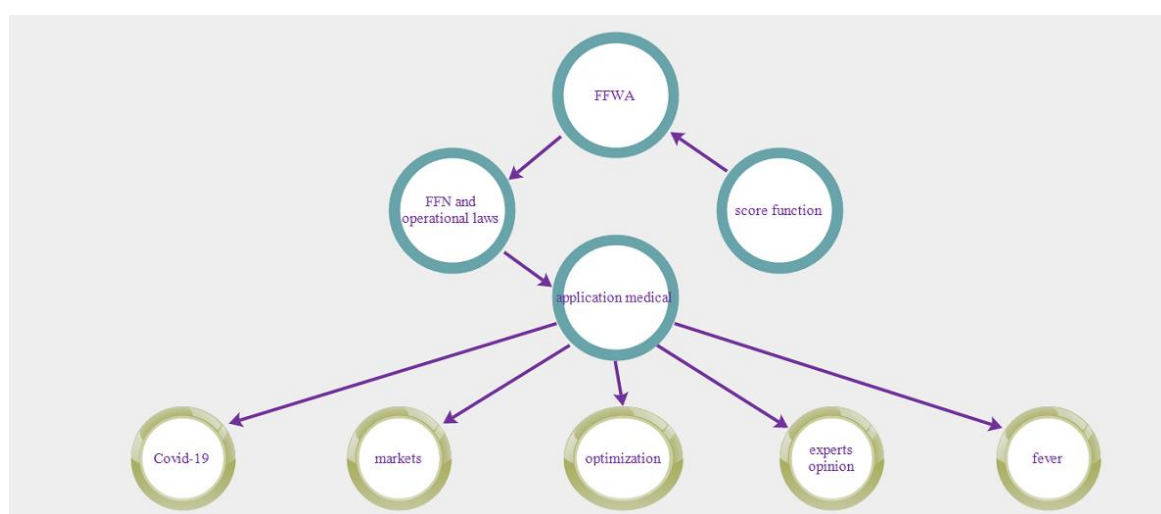 FFWA
FFN and
operational laws
score function
application medical
Covid-19
markets
optimization
experts
opinion
fever